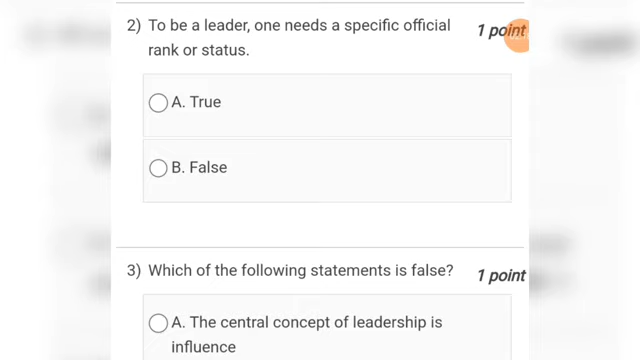 2) To be a leader, one needs a specific official
rank or status.
1 point
A. True
B. False
3) Which of the following statements is false?
1 point
A. The central concept of leadership is
influence